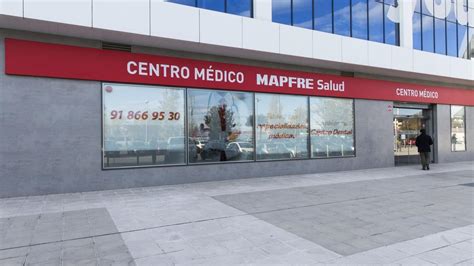 CENTRO MÉDICO MAPFRE Salud
CENTRO MÉDICO
91 866 95 30
Especialidades
médicas
Centro Dental